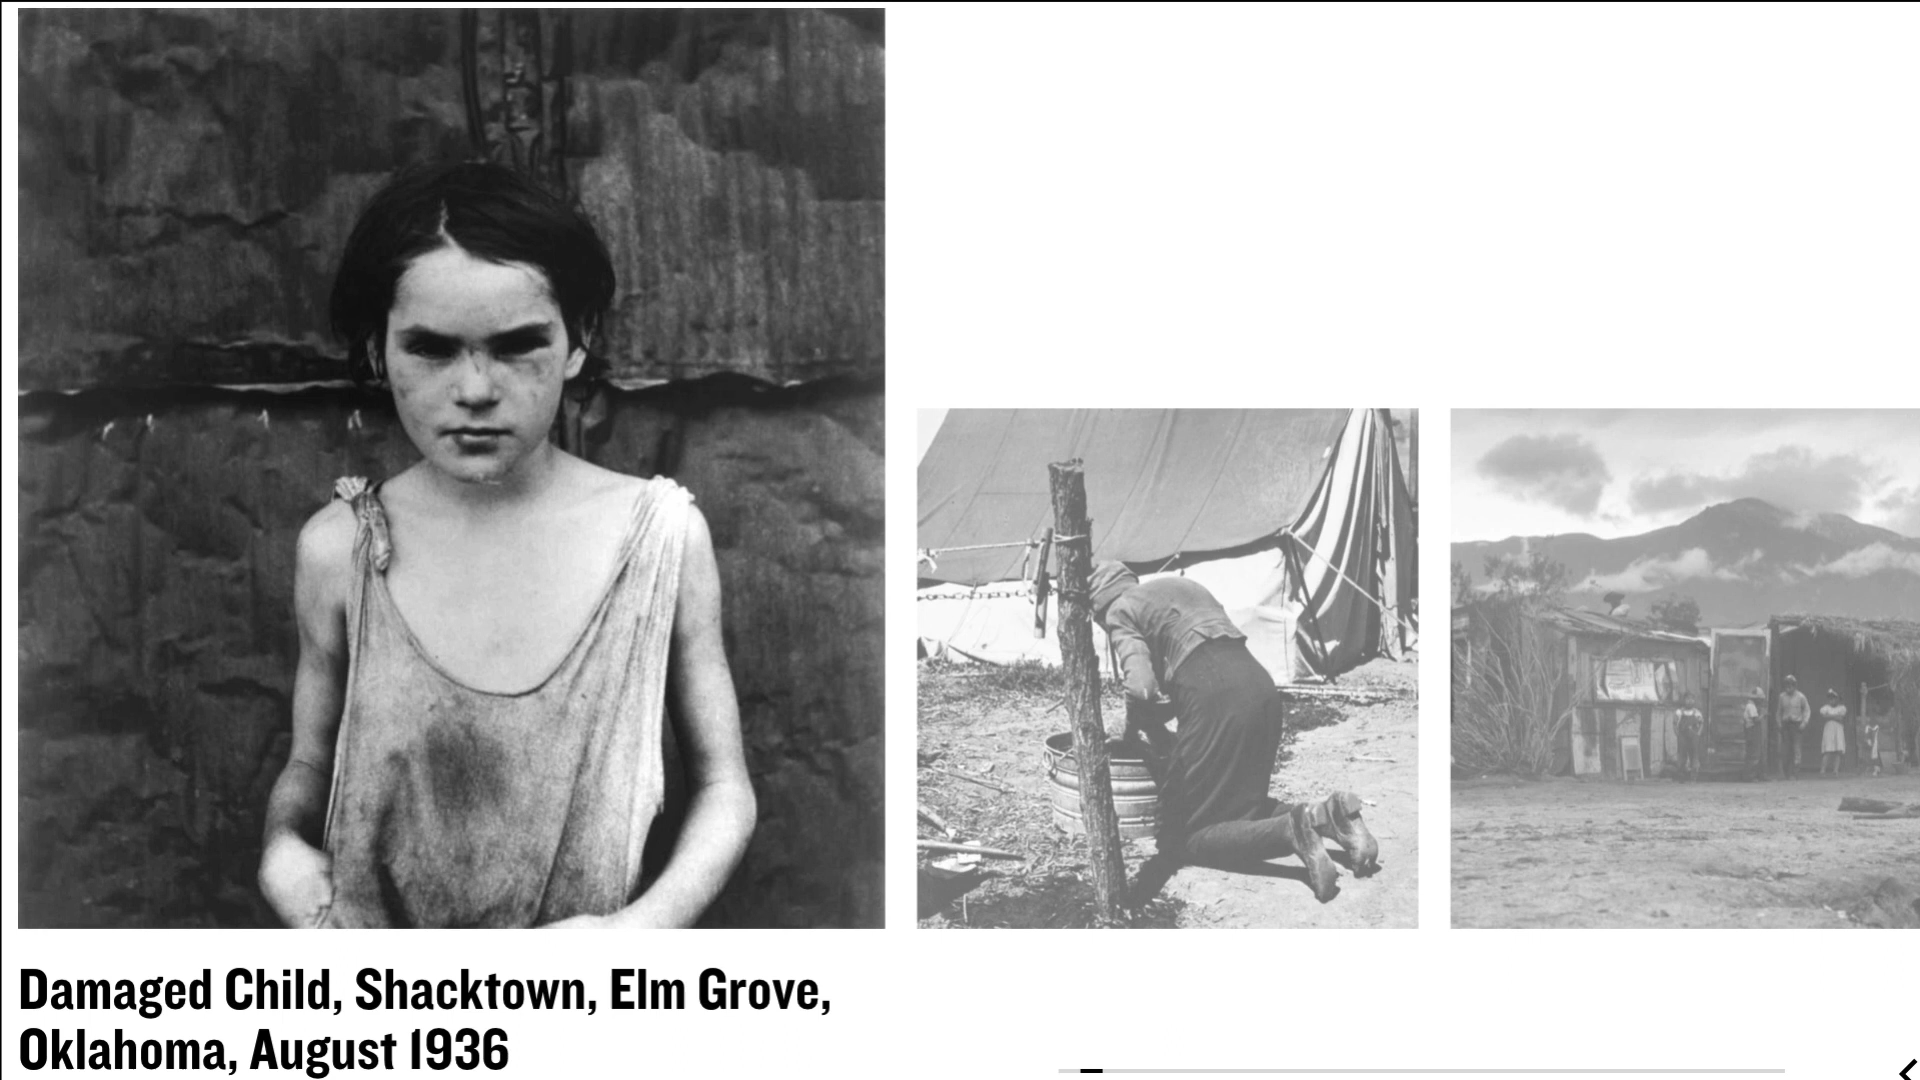 Damaged Child, Shacktown, Elm Grove,
Oklahoma, August 1936